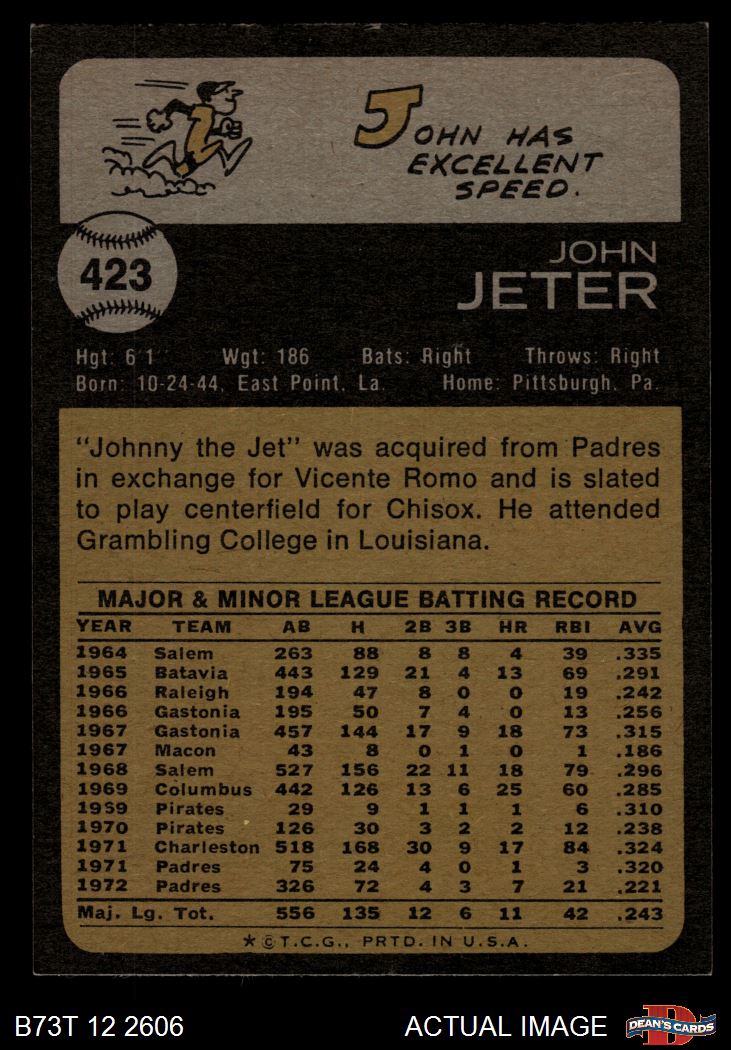 JOHN HAS
EXCELLENT
SPEED.
423
JOHN
JETER
Hgt: 6'1" Wgt: 186 Bats: Right Throws: Right
Born: 10-24-44, East Point, La. Home: Pittsburgh, Pa.
"Johnny the Jet" was acquired from Padres
in exchange for Vicente Romo and is slated
to play centerfield for Chisox. He attended
Grambling College in Louisiana.
MAJOR & MINOR LEAGUE BATTING RECORD
YEAR TEAM AB H 2B 3B HR RBI AVG
1964 Salem 263 88 8 8 4 39 .335
1965 Batavia 443 129 21 4 13 69 .291
1966 Raleigh 194 47 8 0 0 19 .242
1966 Gastonia 195 50 7 4 0 13 .256
1967 Gastonia 457 144 17 9 18 73 .315
1967 Macon 43 8 0 1 0 1 .186
1968 Salem 527 156 22 11 18 79 .296
1969 Columbus 442 126 13 6 25 60 .285
1969 Pirates 29 9 1 1 1 6 .310
1970 Pirates 126 30 3 2 2 12 .238
1971 Charleston 518 168 30 9 17 84 .324
1971 Padres 75 24 4 0 1 3 .320
1972 Padres 326 72 4 3 7 21 .221
Maj. Lg. Tot. 556 135 12 6 11 42 .243
★ © T.C.G., PRTD. IN U.S.A.
B73T 12 2606 ACTUAL IMAGE D DEAN'S CARDS